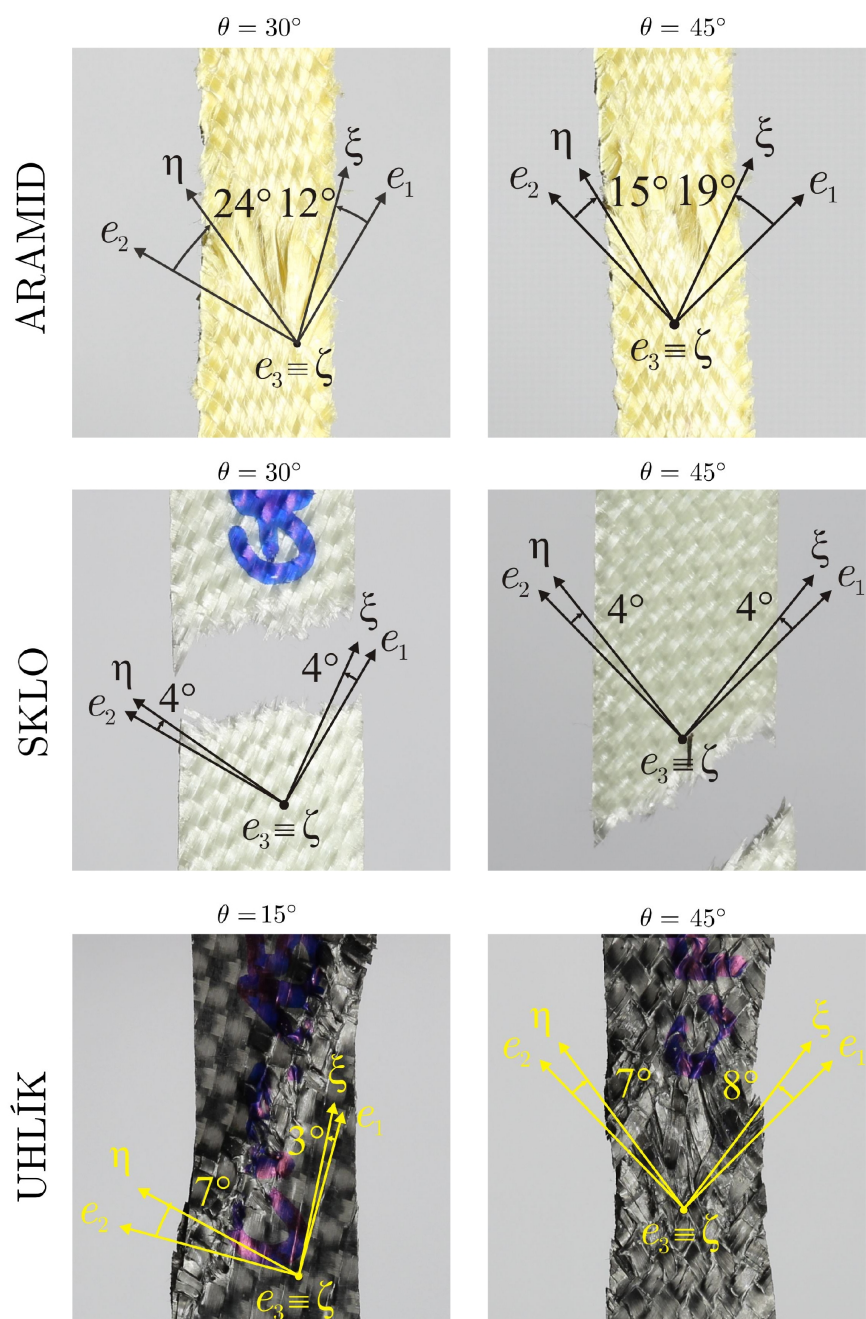 θ = 30°
θ = 45°
ARAMID
η
24°
12°
ξ
e₁
e₂
e₃ ≡ ζ
η
15°
19°
ξ
e₁
e₂
e₃ ≡ ζ
θ = 30°
θ = 45°
SKLO
η
4°
4°
ξ
e₁
e₂
e₃ ≡ ζ
η
4°
4°
ξ
e₁
e₂
e₃ ≡ ζ
θ = 15°
θ = 45°
UHLÍK
η
7°
3°
ξ
e₁
e₂
e₃ ≡ ζ
η
7°
8°
ξ
e₁
e₂
e₃ ≡ ζ